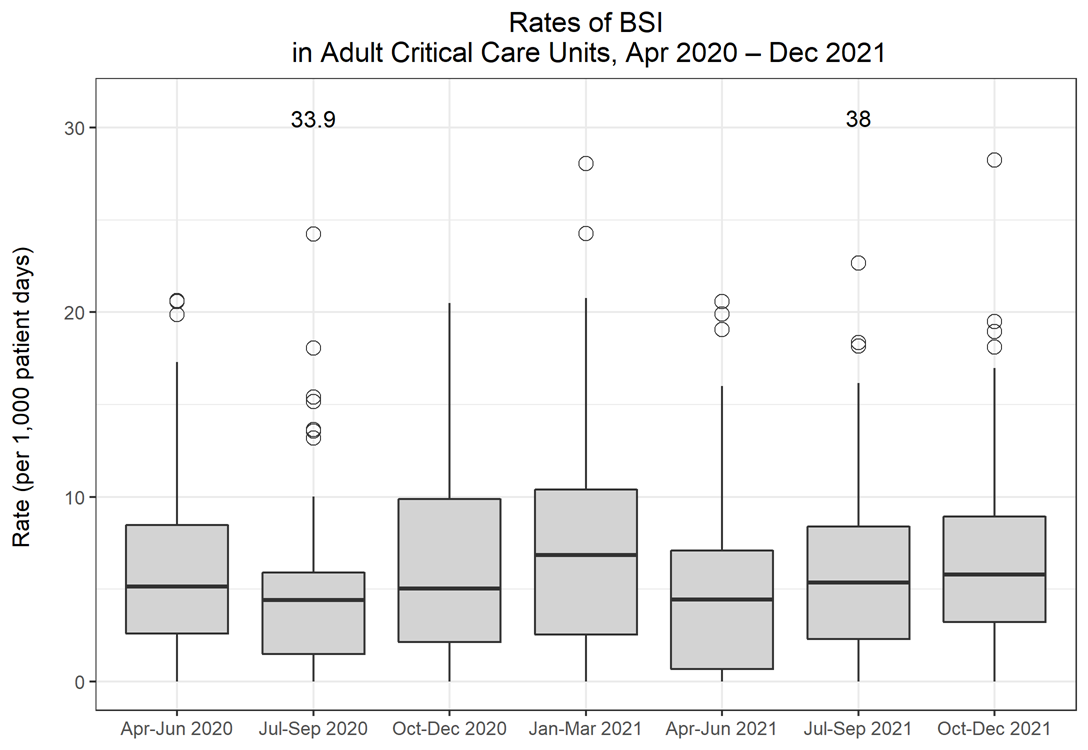 Rates of BSI
in Adult Critical Care Units, Apr 2020 – Dec 2021
Rate (per 1,000 patient days)
33.9
38
30
20
10
0
Apr-Jun 2020
Jul-Sep 2020
Oct-Dec 2020
Jan-Mar 2021
Apr-Jun 2021
Jul-Sep 2021
Oct-Dec 2021